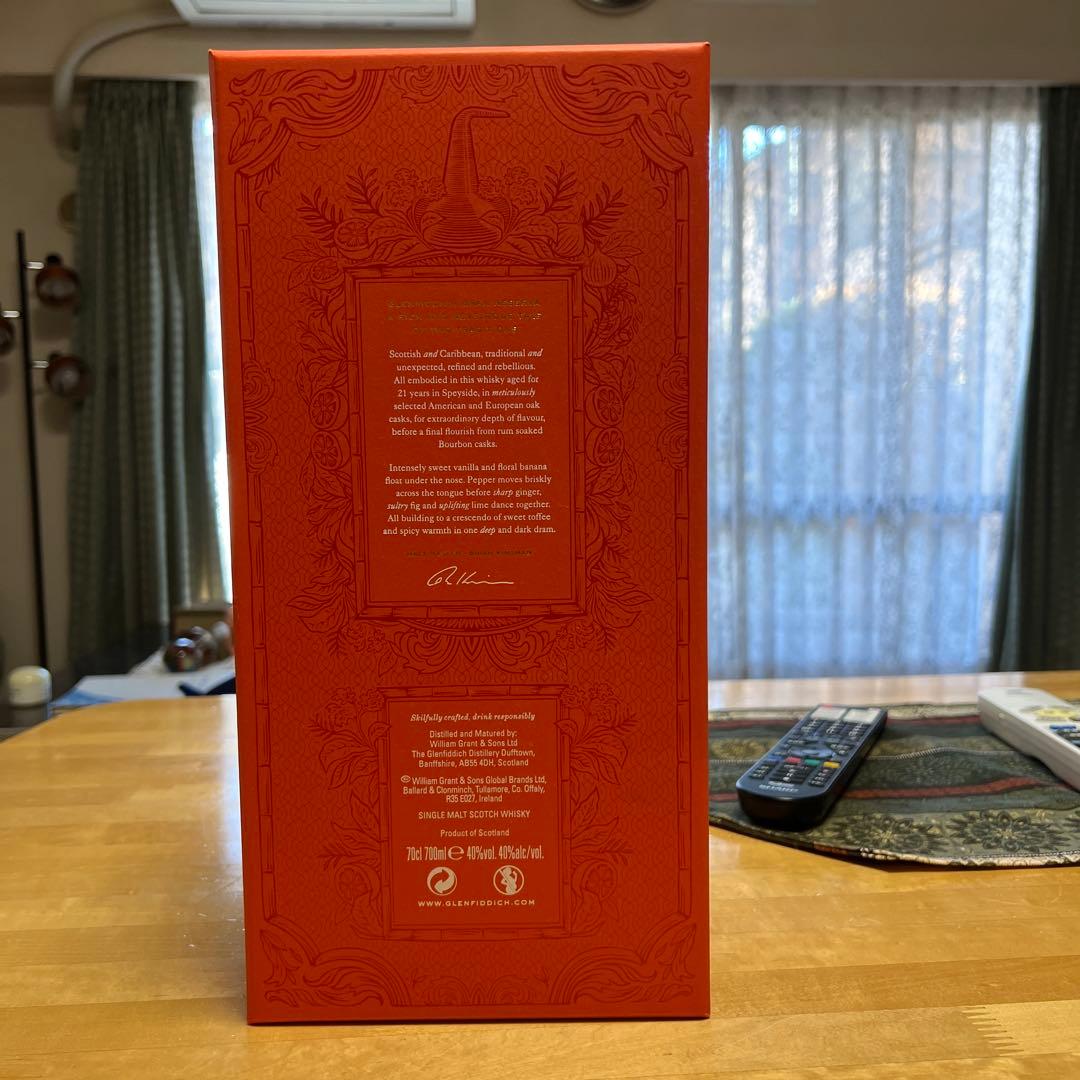 Scottish and Caribbean, traditional and
unexpected, refined and rebellious.
All embodied in this whisky aged for
21 years in Speyside, in meticulously
selected American and European oak
casks, for extraordinary depth of flavour,
before a final flourish from rum soaked
Bourbon casks.
Intensely sweet vanilla and floral banana
float under the nose. Pepper moves briskly
across the tongue before sharp ginger,
sultry fig and uplifting lime dance together.
All building to a crescendo of sweet toffee
and spicy warmth in one deep and dark dram.
Skilfully crafted, drink responsibly
Distilled and Matured by:
William Grant & Sons Ltd
The Glenfiddich Distillery Dufftown,
Banffshire, AB55 4DH, Scotland
© William Grant & Sons Global Brands Ltd,
Ballard & Clonminch, Tullamore, Co. Offaly,
R35 E027, Ireland
SINGLE MALT SCOTCH WHISKY
Product of Scotland
70cl 700ml ℮ 40%vol. 40%alc/vol.
WWW.GLENFIDDICH.COM